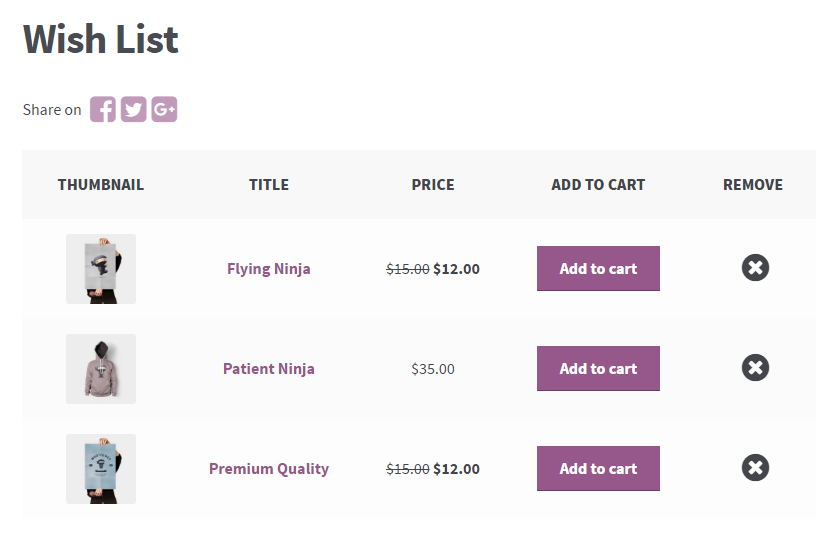 Wish List
Share on
THUMBNAIL TITLE PRICE ADD TO CART REMOVE
Flying Ninja $15.00 $12.00 Add to cart
Patient Ninja $35.00 Add to cart
Premium Quality $15.00 $12.00 Add to cart